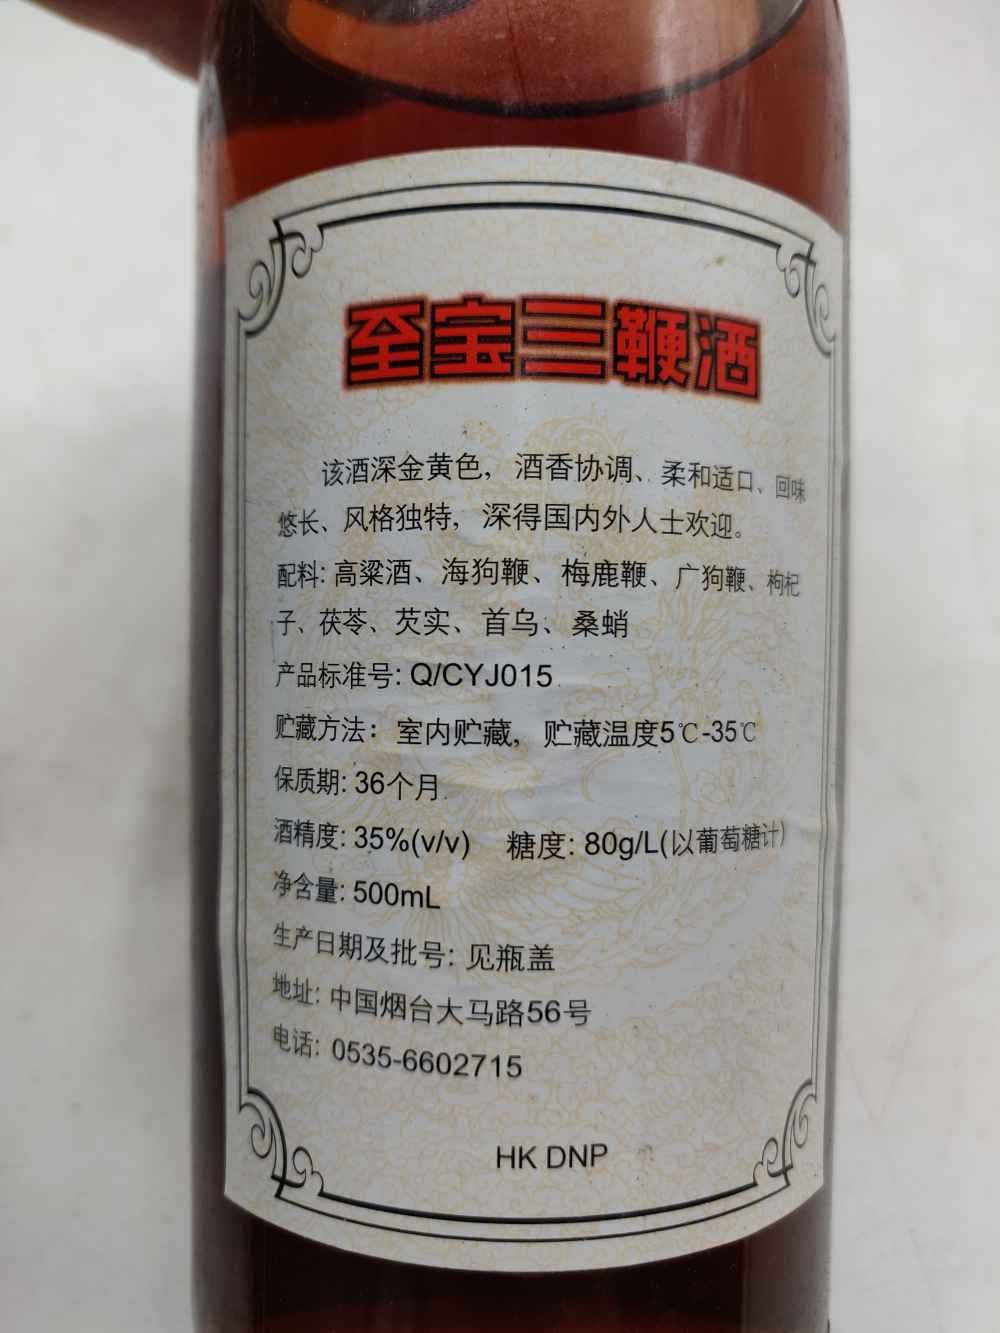 至宝三鞭酒
该酒深金黄色，酒香协调、柔和适口、回味
悠长、风格独特，深得国内外人士欢迎。
配料: 高粱酒、海狗鞭、梅鹿鞭、广狗鞭、枸杞
子、茯苓、芡实、首乌、桑蛸
产品标准号: Q/CYJ015
贮藏方法：室内贮藏，贮藏温度5℃-35℃
保质期: 36个月
酒精度: 35%(v/v) 糖度: 80g/L(以葡萄糖计)
净含量: 500mL
生产日期及批号: 见瓶盖
地址: 中国烟台大马路56号
电话: 0535-6602715
HK DNP